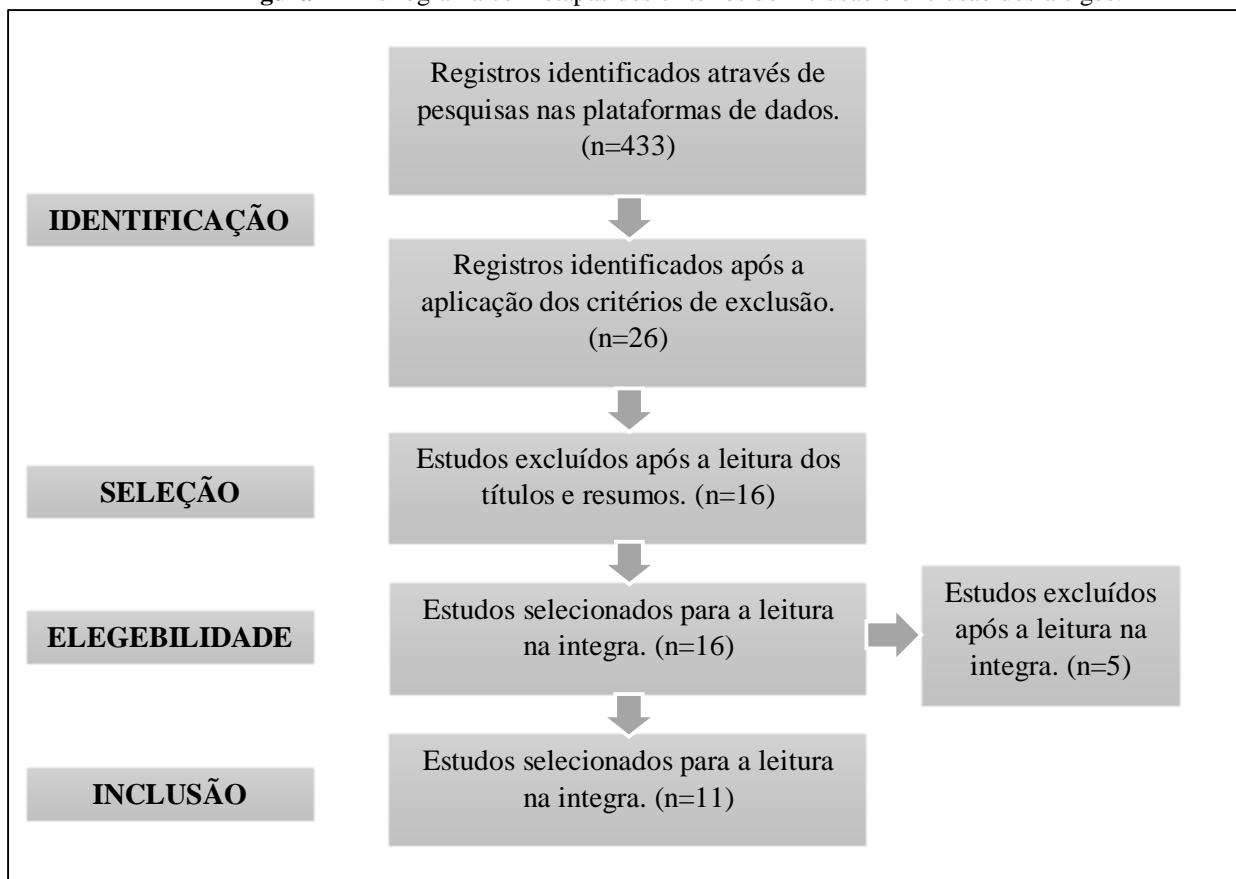 Registros identificados através de
pesquisas nas plataformas de dados.
(n=433)
IDENTIFICAÇÃO
Registros identificados após a
aplicação dos critérios de exclusão.
(n=26)
Estudos excluídos após a leitura dos
títulos e resumos. (n=16)
SELEÇÃO
Estudos selecionados para a leitura
na integra. (n=16)
ELEGEBILIDADE
Estudos excluídos
após a leitura na
integra. (n=5)
Estudos selecionados para a leitura
na integra. (n=11)
INCLUSÃO